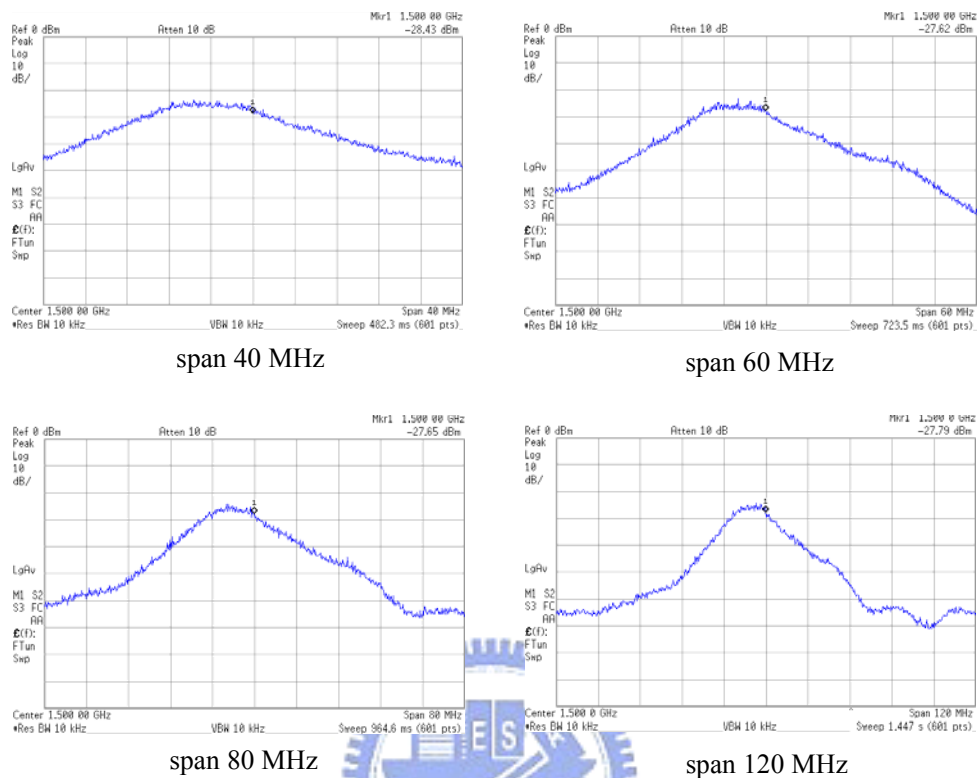 Mkr1 1.500 00 GHz
Ref 0 dBm Atten 10 dB -28.43 dBm
Peak
Log
10
dB/
1
LgAv
M1 S2
S3 FC
AA
£(f):
FTun
Swp
Center 1.500 00 GHz Span 40 MHz
*Res BW 10 kHz VBW 10 kHz Sweep 482.3 ms (601 pts)
span 40 MHz
Mkr1 1.500 00 GHz
Ref 0 dBm Atten 10 dB -27.62 dBm
Peak
Log
10
dB/
1
LgAv
M1 S2
S3 FC
AA
£(f):
FTun
Swp
Center 1.500 00 GHz Span 60 MHz
*Res BW 10 kHz VBW 10 kHz Sweep 723.5 ms (601 pts)
span 60 MHz
Mkr1 1.500 00 GHz
Ref 0 dBm Atten 10 dB -27.65 dBm
Peak
Log
10
dB/
1
LgAv
M1 S2
S3 FC
AA
£(f):
FTun
Swp
Center 1.500 00 GHz Span 80 MHz
*Res BW 10 kHz VBW 10 kHz Sweep 964.6 ms (601 pts)
span 80 MHz
Mkr1 1.500 0 GHz
Ref 0 dBm Atten 10 dB -27.79 dBm
Peak
Log
10
dB/
1
LgAv
M1 S2
S3 FC
AA
£(f):
FTun
Swp
Center 1.500 0 GHz Span 120 MHz
*Res BW 10 kHz VBW 10 kHz Sweep 1.447 s (601 pts)
span 120 MHz
E S